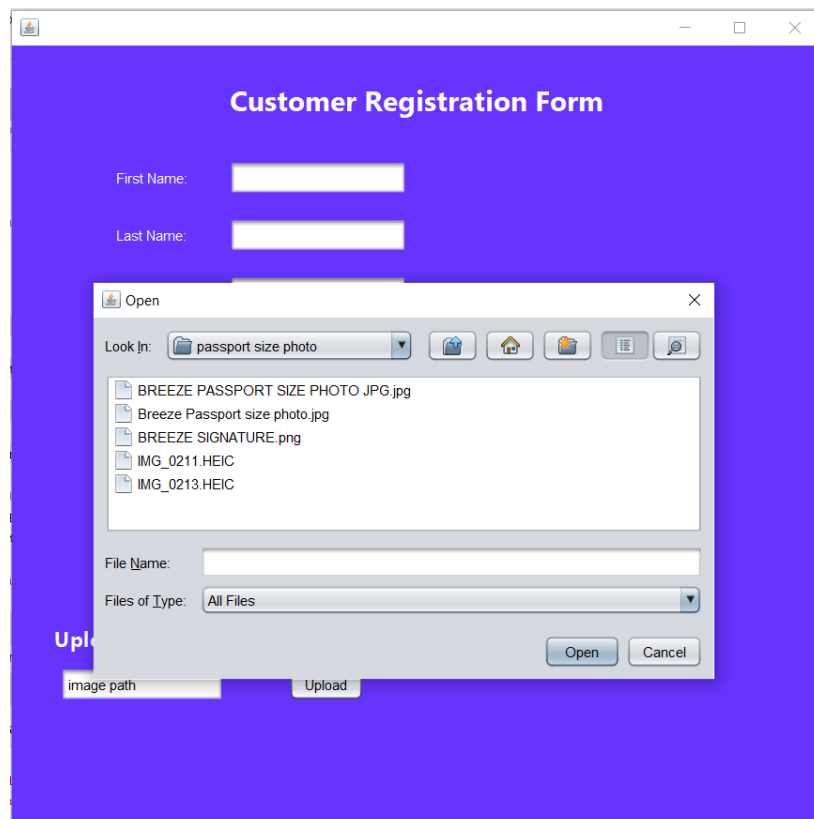 Customer Registration Form
First Name:
Last Name:
Open
Look In: passport size photo
BREEZE PASSPORT SIZE PHOTO JPG.jpg
Breeze Passport size photo.jpg
BREEZE SIGNATURE.png
IMG_0211.HEIC
IMG_0213.HEIC
File Name:
Files of Type: All Files
Open Cancel
image path Upload